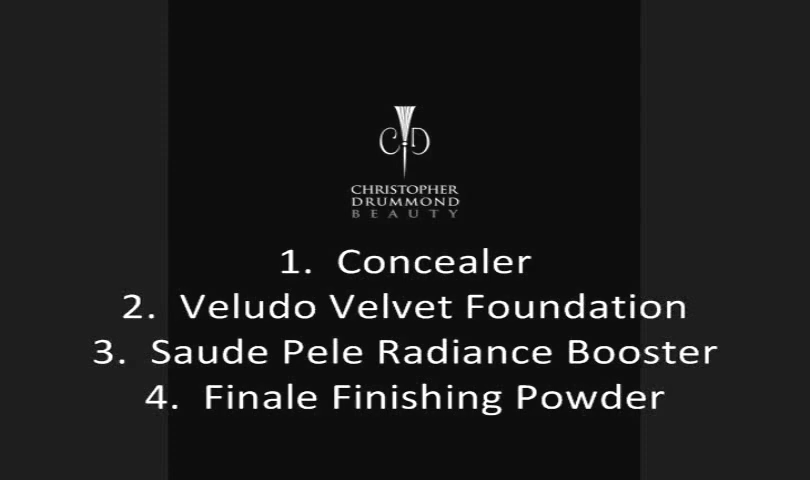 CD
CHRISTOPHER
DRUMMOND
BEAUTY
1. Concealer
2. Veludo Velvet Foundation
3. Saude Pele Radiance Booster
4. Finale Finishing Powder